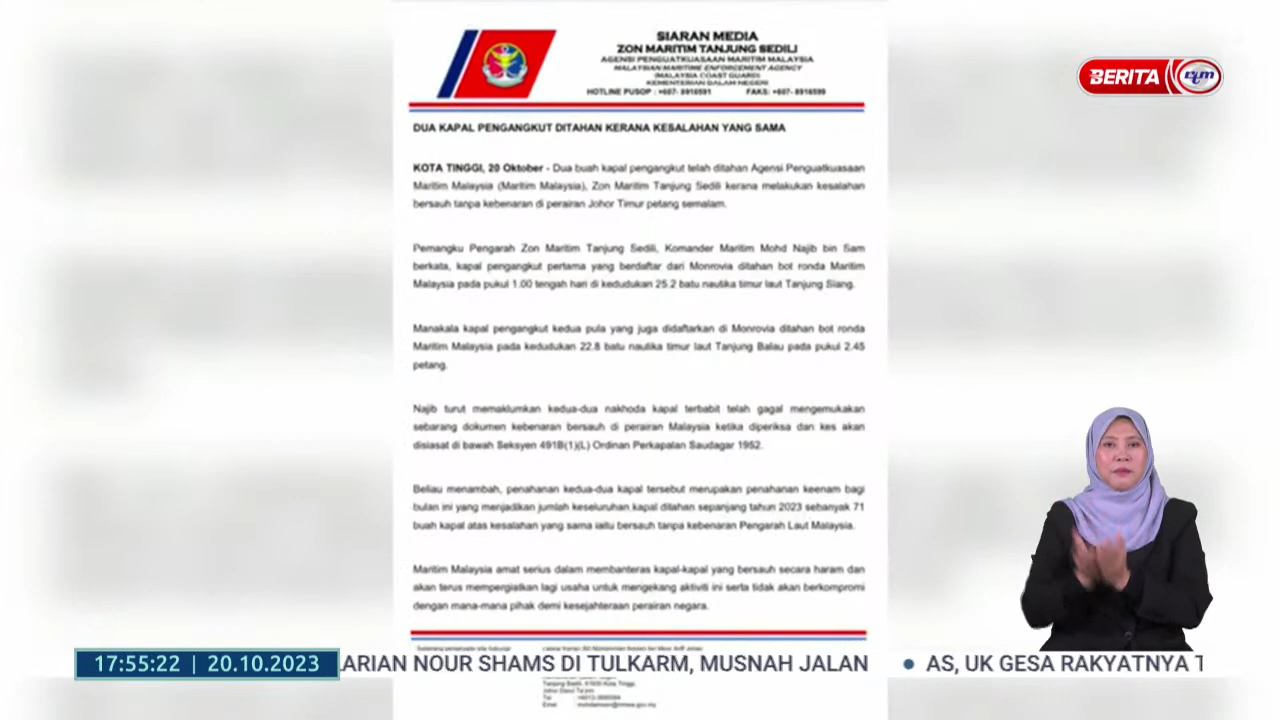 SIARAN MEDIA
ZON MARITIM TANJUNG SEDILI
AGENSI PENGUATKUASAAN MARITIM MALAYSIA
MALAYSIAN MARITIME ENFORCEMENT AGENCY
(MALAYSIA COAST GUARD)
KEMENTERIAN DALAM NEGERI
HOTLINE PUSOP : +607- 8916591 FAKS: +607- 8916599
BERITA rtm
DUA KAPAL PENGANGKUT DITAHAN KERANA KESALAHAN YANG SAMA
KOTA TINGGI, 20 Oktober - Dua buah kapal pengangkut telah ditahan Agensi Penguatkuasaan
Maritim Malaysia (Maritim Malaysia), Zon Maritim Tanjung Sedili kerana melakukan kesalahan
bersauh tanpa kebenaran di perairan Johor Timur petang semalam.
Pemangku Pengarah Zon Maritim Tanjung Sedili, Komander Maritim Mohd Najib bin Sam
berkata, kapal pengangkut pertama yang berdaftar dari Monrovia ditahan bot ronda Maritim
Malaysia pada pukul 1.00 tengah hari di kedudukan 25.2 batu nautika timur laut Tanjung Siang.
Manakala kapal pengangkut kedua pula yang juga didaftarkan di Monrovia ditahan bot ronda
Maritim Malaysia pada kedudukan 22.8 batu nautika timur laut Tanjung Balau pada pukul 2.45
petang.
Najib turut memaklumkan kedua-dua nakhoda kapal terbabit telah gagal mengemukakan
sebarang dokumen kebenaran bersauh di perairan Malaysia ketika diperiksa dan kes akan
disiasat di bawah Seksyen 491B(1)(L) Ordinan Perkapalan Saudagar 1952.
Beliau menambah, penahanan kedua-dua kapal tersebut merupakan penahanan keenam bagi
bulan ini yang menjadikan jumlah keseluruhan kapal ditahan sepanjang tahun 2023 sebanyak 71
buah kapal atas kesalahan yang sama iaitu bersauh tanpa kebenaran Pengarah Laut Malaysia.
Maritim Malaysia amat serius dalam membanteras kapal-kapal yang bersauh secara haram dan
akan terus mempergiatkan lagi usaha untuk mengekang aktiviti ini serta tidak akan berkompromi
dengan mana-mana pihak demi kesejahteraan perairan negara.
17:55:22 | 20.10.2023 LARIAN NOUR SHAMS DI TULKARM, MUSNAH JALAN • AS, UK GESA RAKYATNYA T